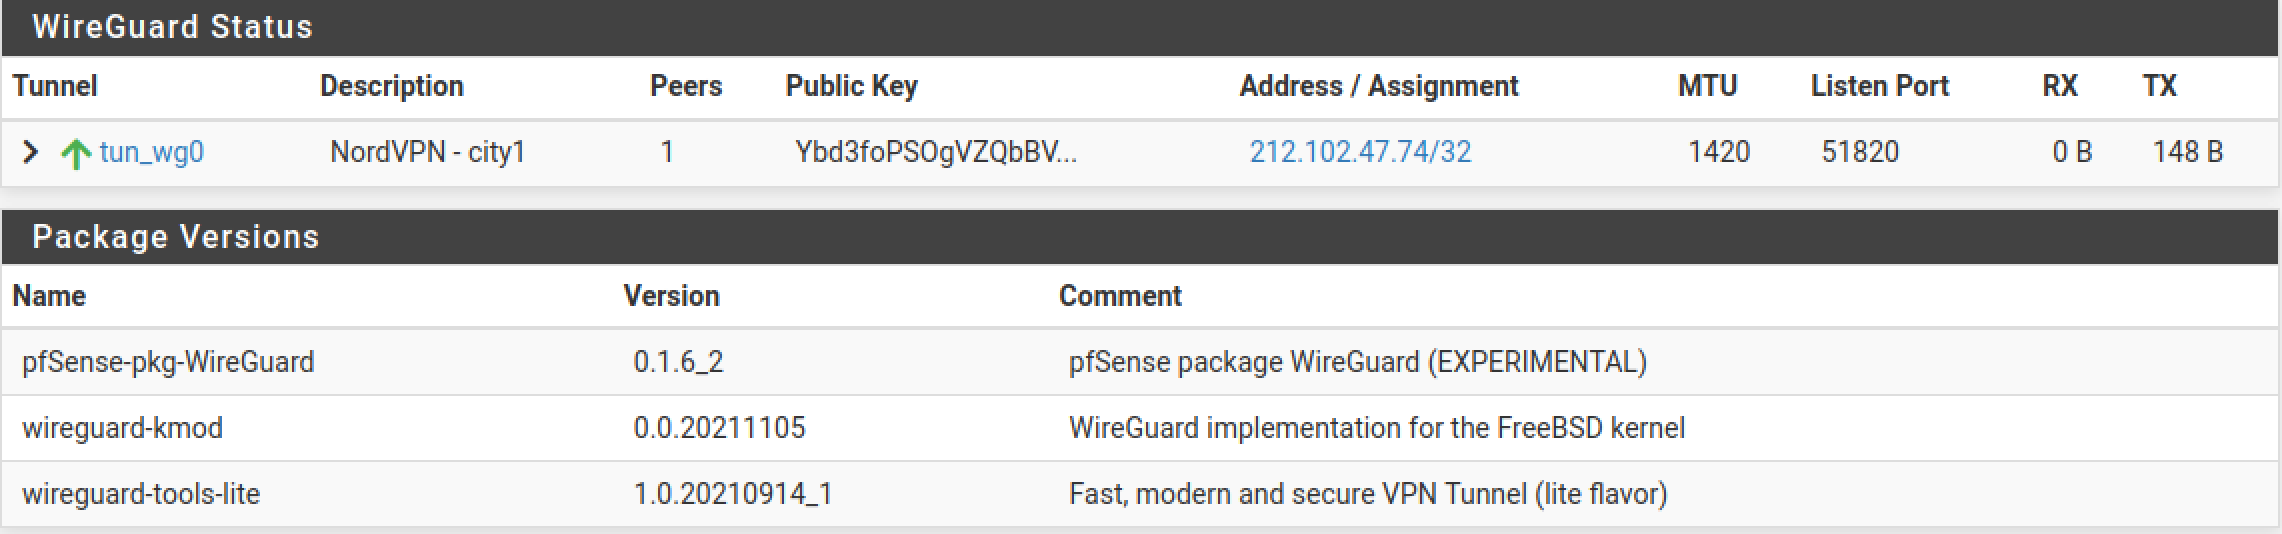 WireGuard Status
Tunnel Description Peers Public Key Address / Assignment MTU Listen Port RX TX
tun_wg0 NordVPN - city1 1 Ybd3foPSOgVZQbBV... 212.102.47.74/32 1420 51820 0 B 148 B
Package Versions
Name Version Comment
pfSense-pkg-WireGuard 0.1.6_2 pfSense package WireGuard (EXPERIMENTAL)
wireguard-kmod 0.0.20211105 WireGuard implementation for the FreeBSD kernel
wireguard-tools-lite 1.0.20210914_1 Fast, modern and secure VPN Tunnel (lite flavor)